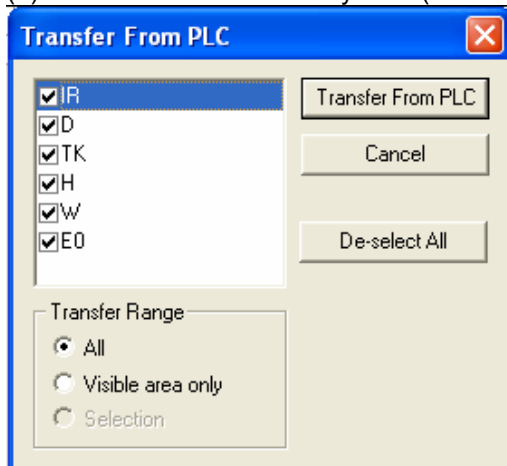 Transfer From PLC
IR
D
TK
H
W
E0
Transfer From PLC
Cancel
De-select All
Transfer Range
All
Visible area only
Selection